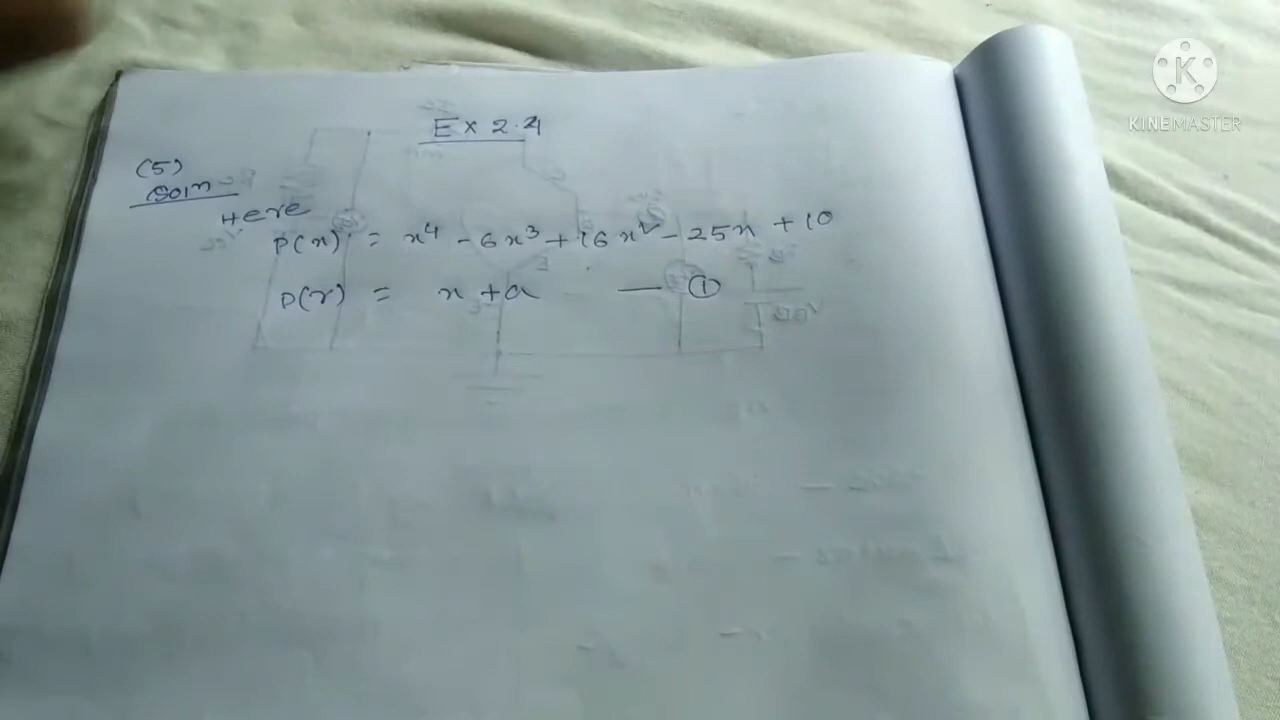 Ex 2.4
(5)
Soln
Here
P(x) = x⁴ - 6x³ + 16x² - 25x + 10
P(r) = x + a — ①
KINEMASTER